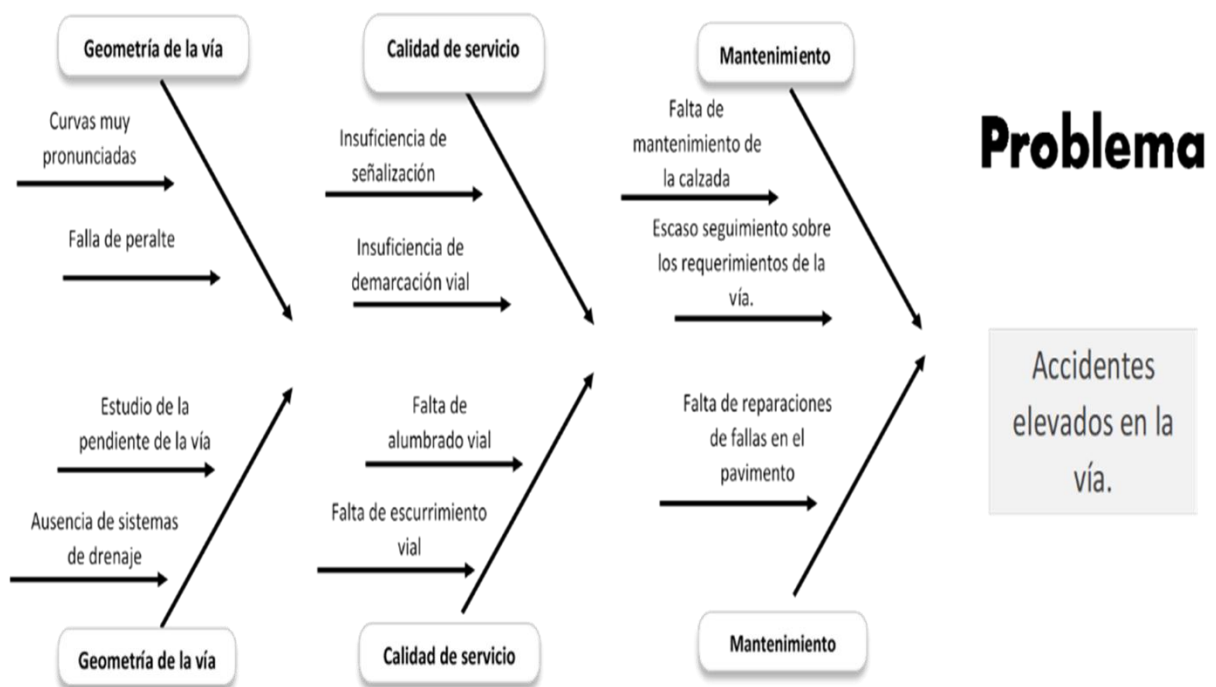 Geometría de la vía
Curvas muy
pronunciadas
Falla de peralte
Calidad de servicio
Insuficiencia de
señalización
Insuficiencia de
demarcación vial
Mantenimiento
Falta de
mantenimiento de
la calzada
Escaso seguimiento sobre
los requerimientos de la
vía.
Problema
Accidentes
elevados en la
vía.
Estudio de la
pendiente de la vía
Ausencia de sistemas
de drenaje
Geometría de la vía
Falta de
alumbrado vial
Falta de escurrimiento
vial
Calidad de servicio
Falta de reparaciones
de fallas en el
pavimento
Mantenimiento